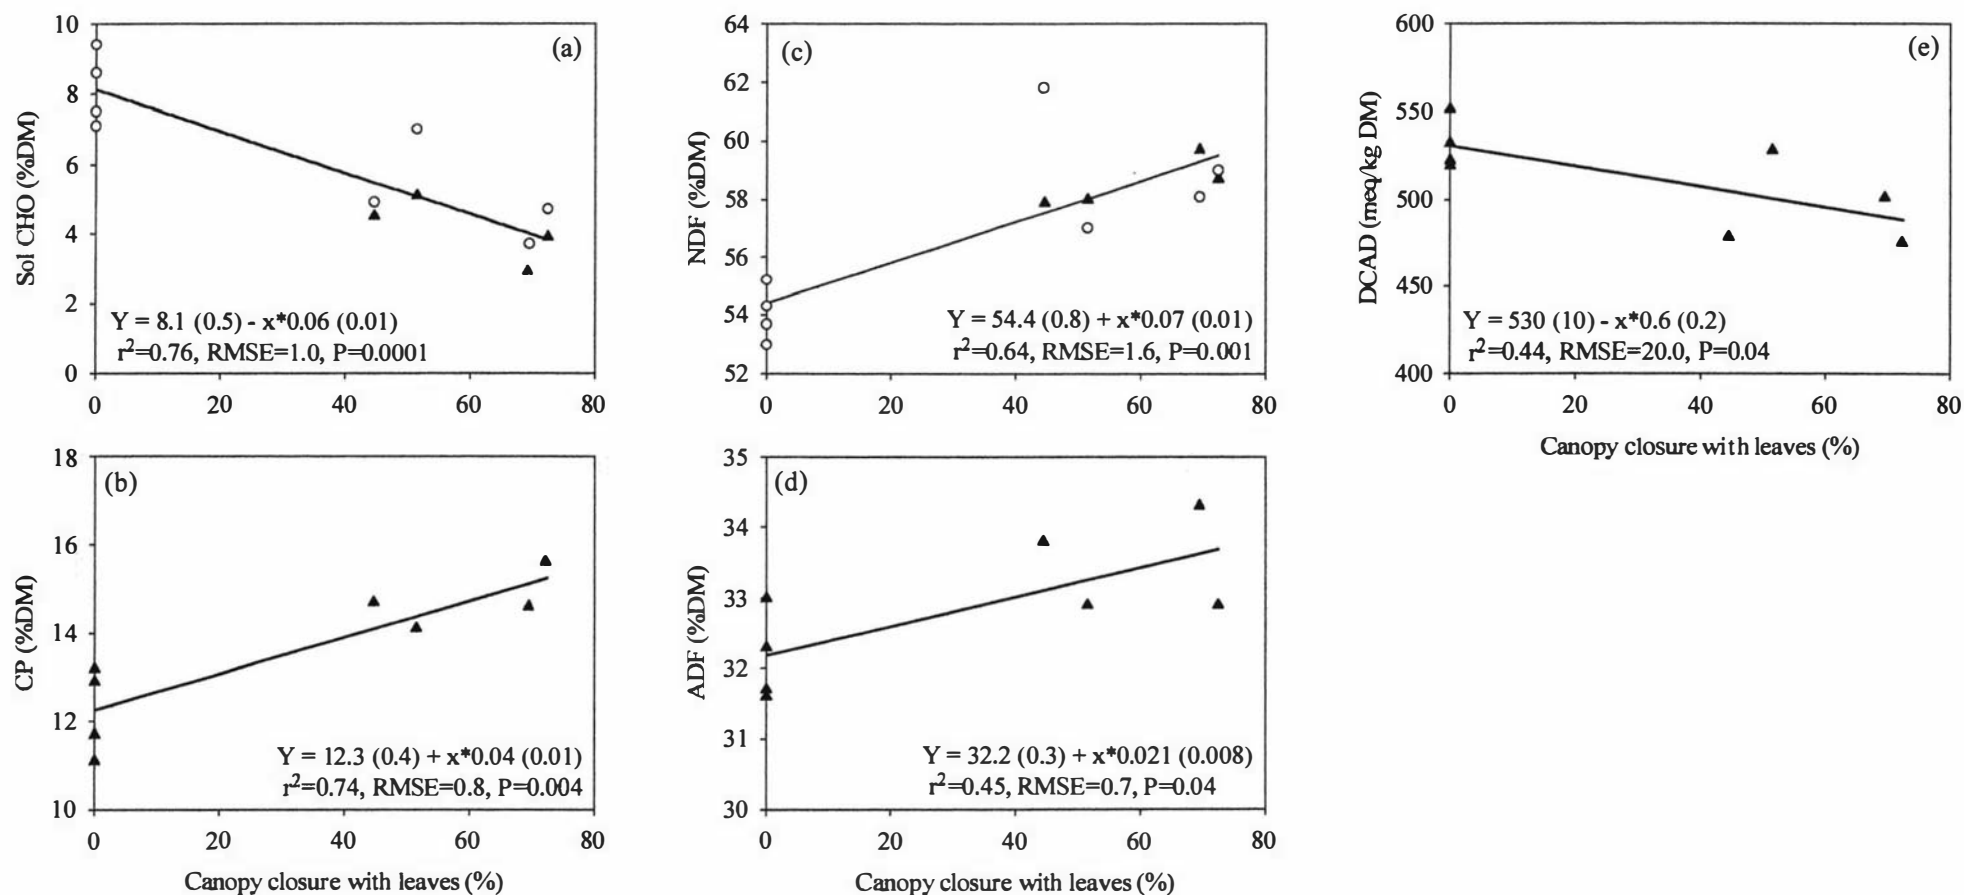 10
8
6
4
2
0
Sol CHO (%DM)
(a)
Y = 8.1 (0.5) - x*0.06 (0.01)
r²=0.76, RMSE=1.0, P=0.0001
0 20 40 60 80
64
62
60
58
56
54
52
NDF (%DM)
(c)
Y = 54.4 (0.8) + x*0.07 (0.01)
r²=0.64, RMSE=1.6, P=0.001
0 20 40 60 80
600
550
500
450
400
DCAD (meq/kg DM)
(e)
Y = 530 (10) - x*0.6 (0.2)
r²=0.44, RMSE=20.0, P=0.04
0 20 40 60 80
Canopy closure with leaves (%)
18
16
14
12
10
CP (%DM)
(b)
Y = 12.3 (0.4) + x*0.04 (0.01)
r²=0.74, RMSE=0.8, P=0.004
0 20 40 60 80
Canopy closure with leaves (%)
35
34
33
32
31
30
ADF (%DM)
(d)
Y = 32.2 (0.3) + x*0.021 (0.008)
r²=0.45, RMSE=0.7, P=0.04
0 20 40 60 80
Canopy closure with leaves (%)